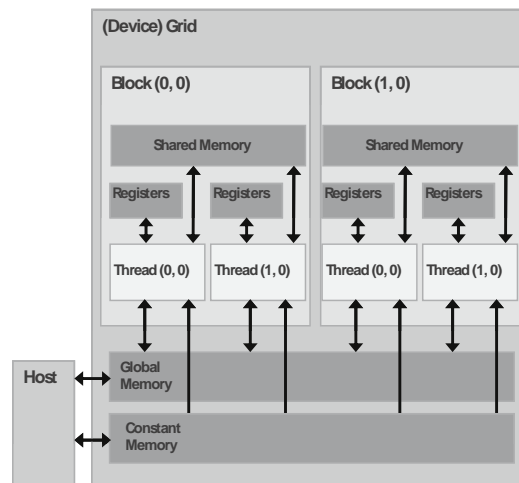 (Device) Grid
Block (0, 0)
Block (1, 0)
Shared Memory
Shared Memory
Registers
Registers
Registers
Registers
Thread (0, 0)
Thread (1, 0)
Thread (0, 0)
Thread (1, 0)
Host
Global
Memory
Constant
Memory